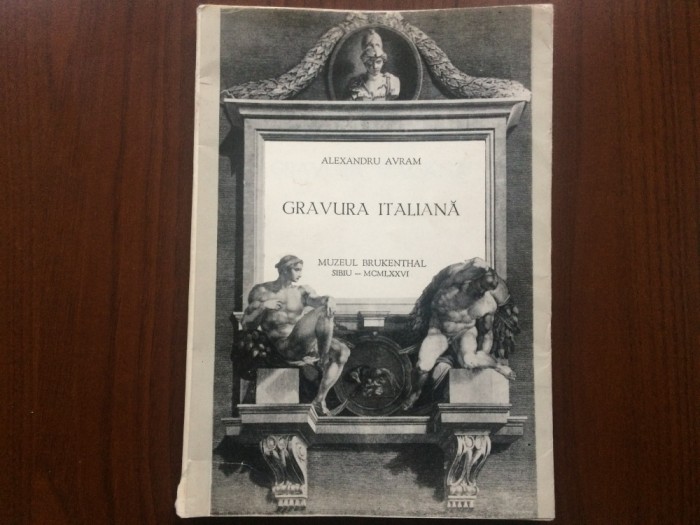 ALEXANDRU AVRAM
GRAVURA ITALIANĂ
MUZEUL BRUKENTHAL
SIBIU — MCMLXXVI